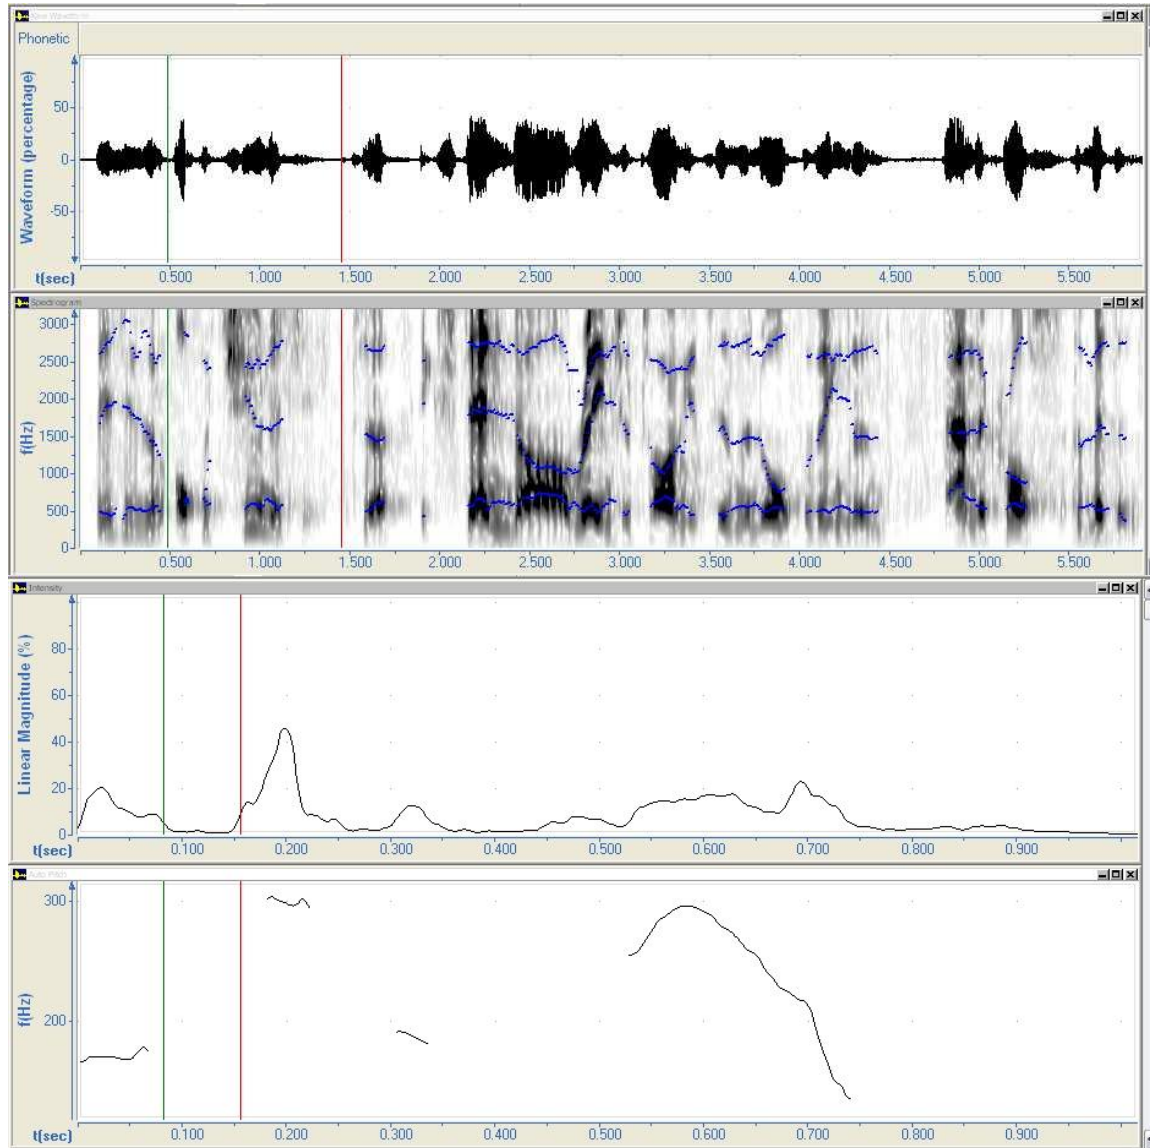 Raw Waveform
Phonetic
Waveform (percentage)
50
0
-50
t(sec)
0.500 1.000 1.500 2.000 2.500 3.000 3.500 4.000 4.500 5.000 5.500
Spectrogram
f(Hz)
3000
2500
2000
1500
1000
500
0
0.500 1.000 1.500 2.000 2.500 3.000 3.500 4.000 4.500 5.000 5.500
Intensity
Linear Magnitude (%)
80
60
40
20
0
t(sec)
0.100 0.200 0.300 0.400 0.500 0.600 0.700 0.800 0.900
Auto Pitch
f(Hz)
300
200
t(sec)
0.100 0.200 0.300 0.400 0.500 0.600 0.700 0.800 0.900